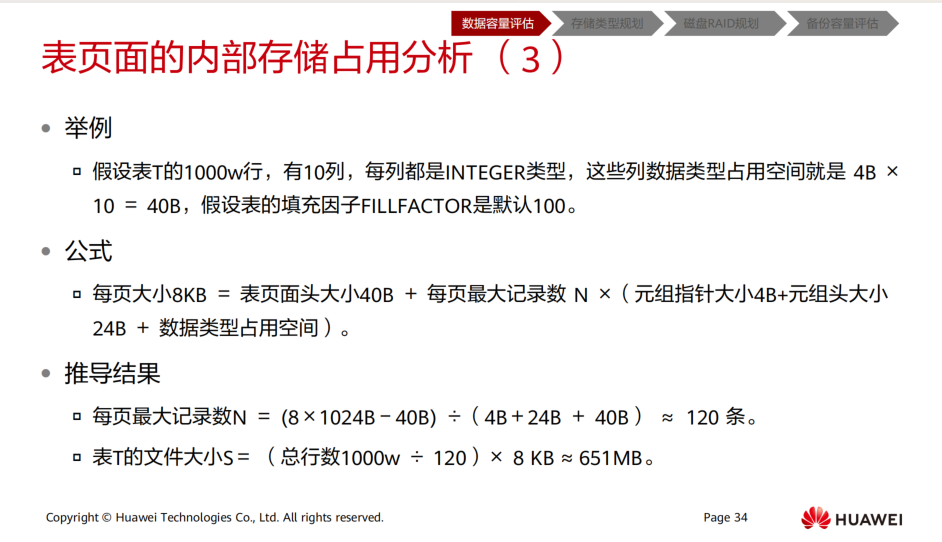 数据容量评估 存储类型规划 磁盘RAID规划 备份容量评估
表页面的内部存储占用分析 （3）
举例
假设表T的1000w行，有10列，每列都是INTEGER类型，这些列数据类型占用空间就是 4B ×
10 = 40B，假设表的填充因子FILLFACTOR是默认100。
公式
每页大小8KB = 表页面头大小40B + 每页最大记录数 N ×（ 元组指针大小4B+元组头大小
24B + 数据类型占用空间 ）。
推导结果
每页最大记录数N = (8×1024B－40B) ÷（ 4B＋24B + 40B ） ≈ 120 条。
表T的文件大小S = （ 总行数1000w ÷ 120 ）× 8 KB ≈ 651MB。
Copyright © Huawei Technologies Co., Ltd. All rights reserved.
Page 34
HUAWEI